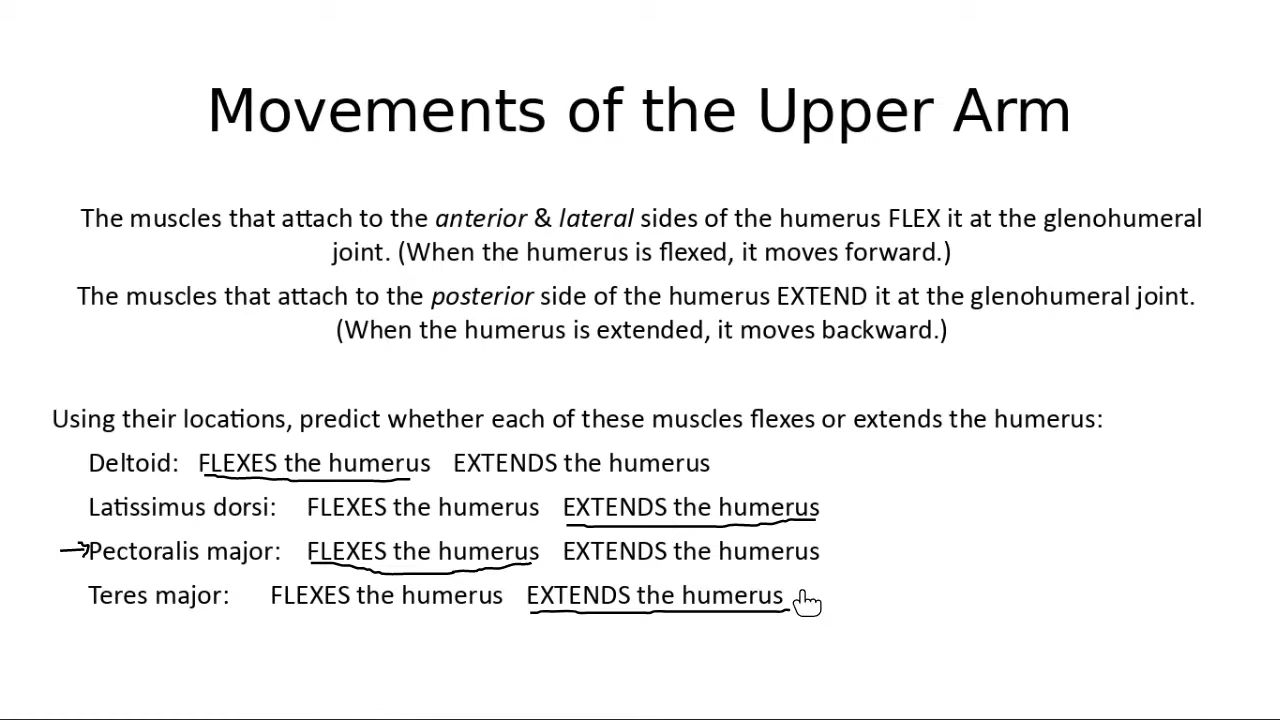 Movements of the Upper Arm
The muscles that attach to the anterior & lateral sides of the humerus FLEX it at the glenohumeral
joint. (When the humerus is flexed, it moves forward.)
The muscles that attach to the posterior side of the humerus EXTEND it at the glenohumeral joint.
(When the humerus is extended, it moves backward.)
Using their locations, predict whether each of these muscles flexes or extends the humerus:
Deltoid: FLEXES the humerus EXTENDS the humerus
Latissimus dorsi: FLEXES the humerus EXTENDS the humerus
Pectoralis major: FLEXES the humerus EXTENDS the humerus
Teres major: FLEXES the humerus EXTENDS the humerus